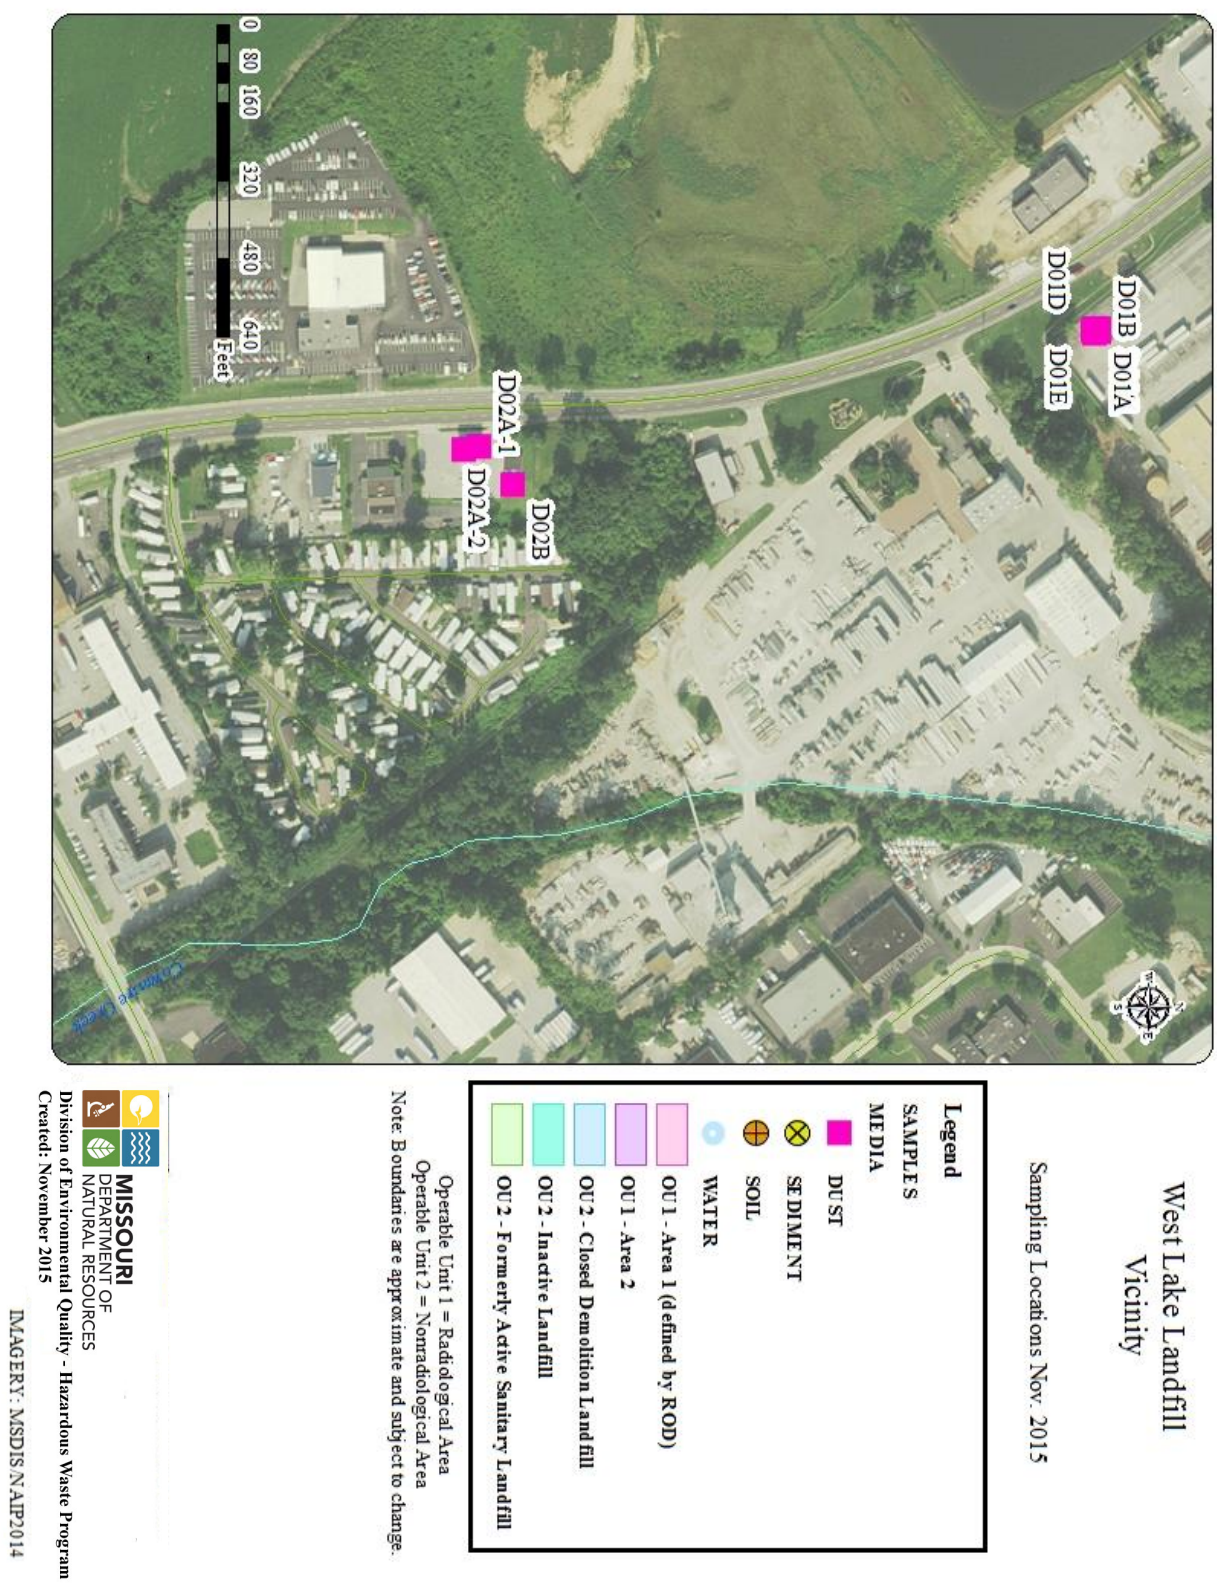 West Lake Landfill
Vicinity
Sampling Locations Nov. 2015
Legend
SAMPLES
MEDIA
DUST
SEDIMENT
SOIL
WATER
OU1 - Area 1 (defined by ROD)
OU1 - Area 2
OU2 - Closed Demolition Landfill
OU2 - Inactive Landfill
OU2 - Formerly Active Sanitary Landfill
Operable Unit 1 = Radiological Area
Operable Unit 2 = Nonradiological Area
Note: Boundaries are approximate and subject to change.
MISSOURI
DEPARTMENT OF
NATURAL RESOURCES
Division of Environmental Quality - Hazardous Waste Program
Created: November 2015
IMAGERY: MSDIS/NAIP2014
D01B D01A
D01D D01E
D02B
D02A-1
D02A-2
N
W E
S
Creek
0 80 160 320 480 640
Feet